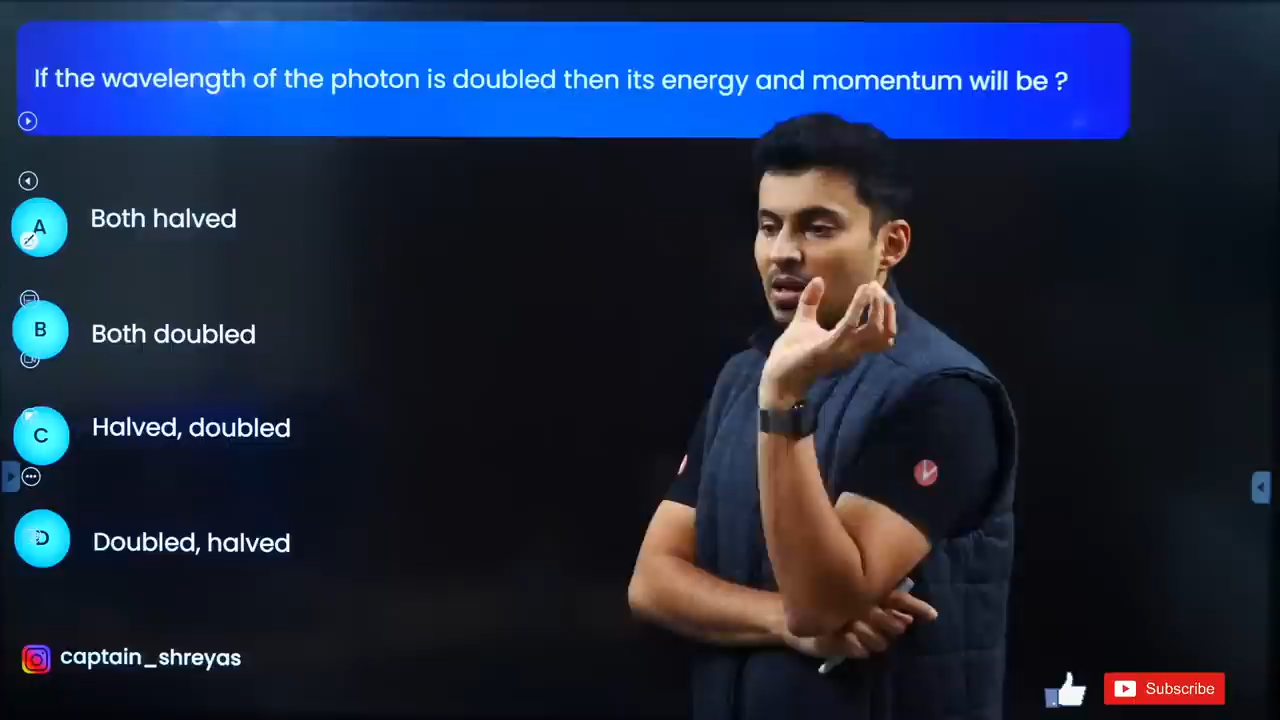 If the wavelength of the photon is doubled then its energy and momentum will be ?
A Both halved
B Both doubled
C Halved, doubled
D Doubled, halved
captain_shreyas
Subscribe